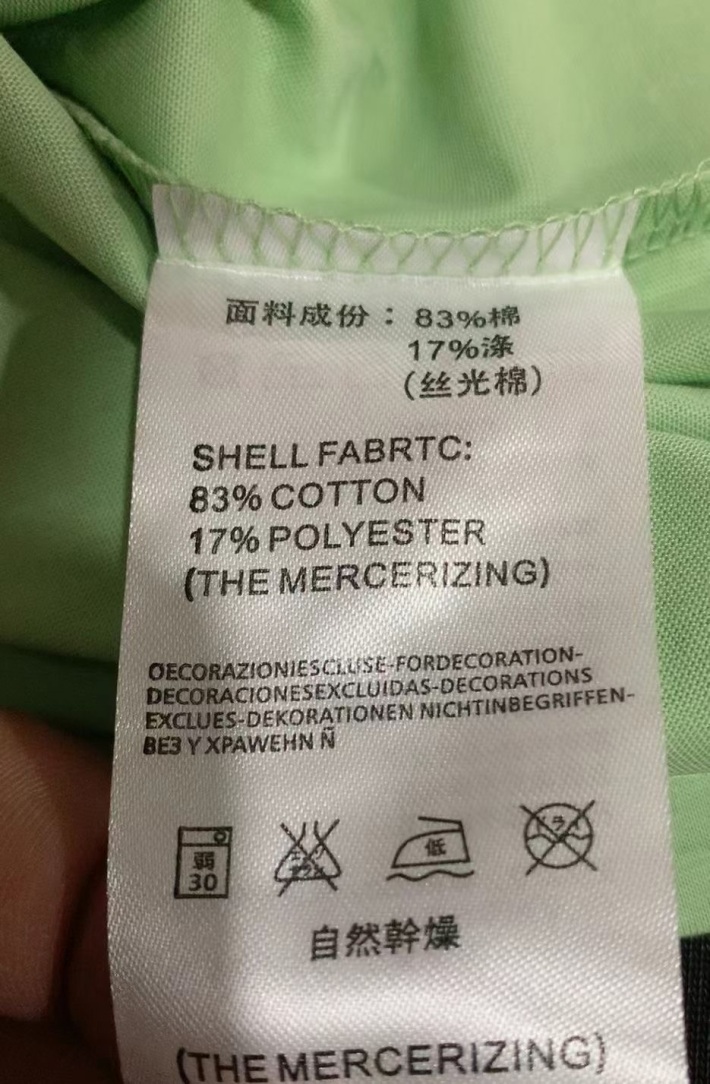 面料成份：83%棉
17%涤
(丝光棉)
SHELL FABRTC:
83% COTTON
17% POLYESTER
(THE MERCERIZING)
OECORAZIONIESCLUSE-FORDECORATION-
DECORACIONESEXCLUIDAS-DECORATIONS
EXCLUES-DEKORATIONEN NICHTINBEGRIFFEN-
BE3 Y XPAWEHN Ñ
弱
30
低
自然幹燥
(THE MERCERIZING)